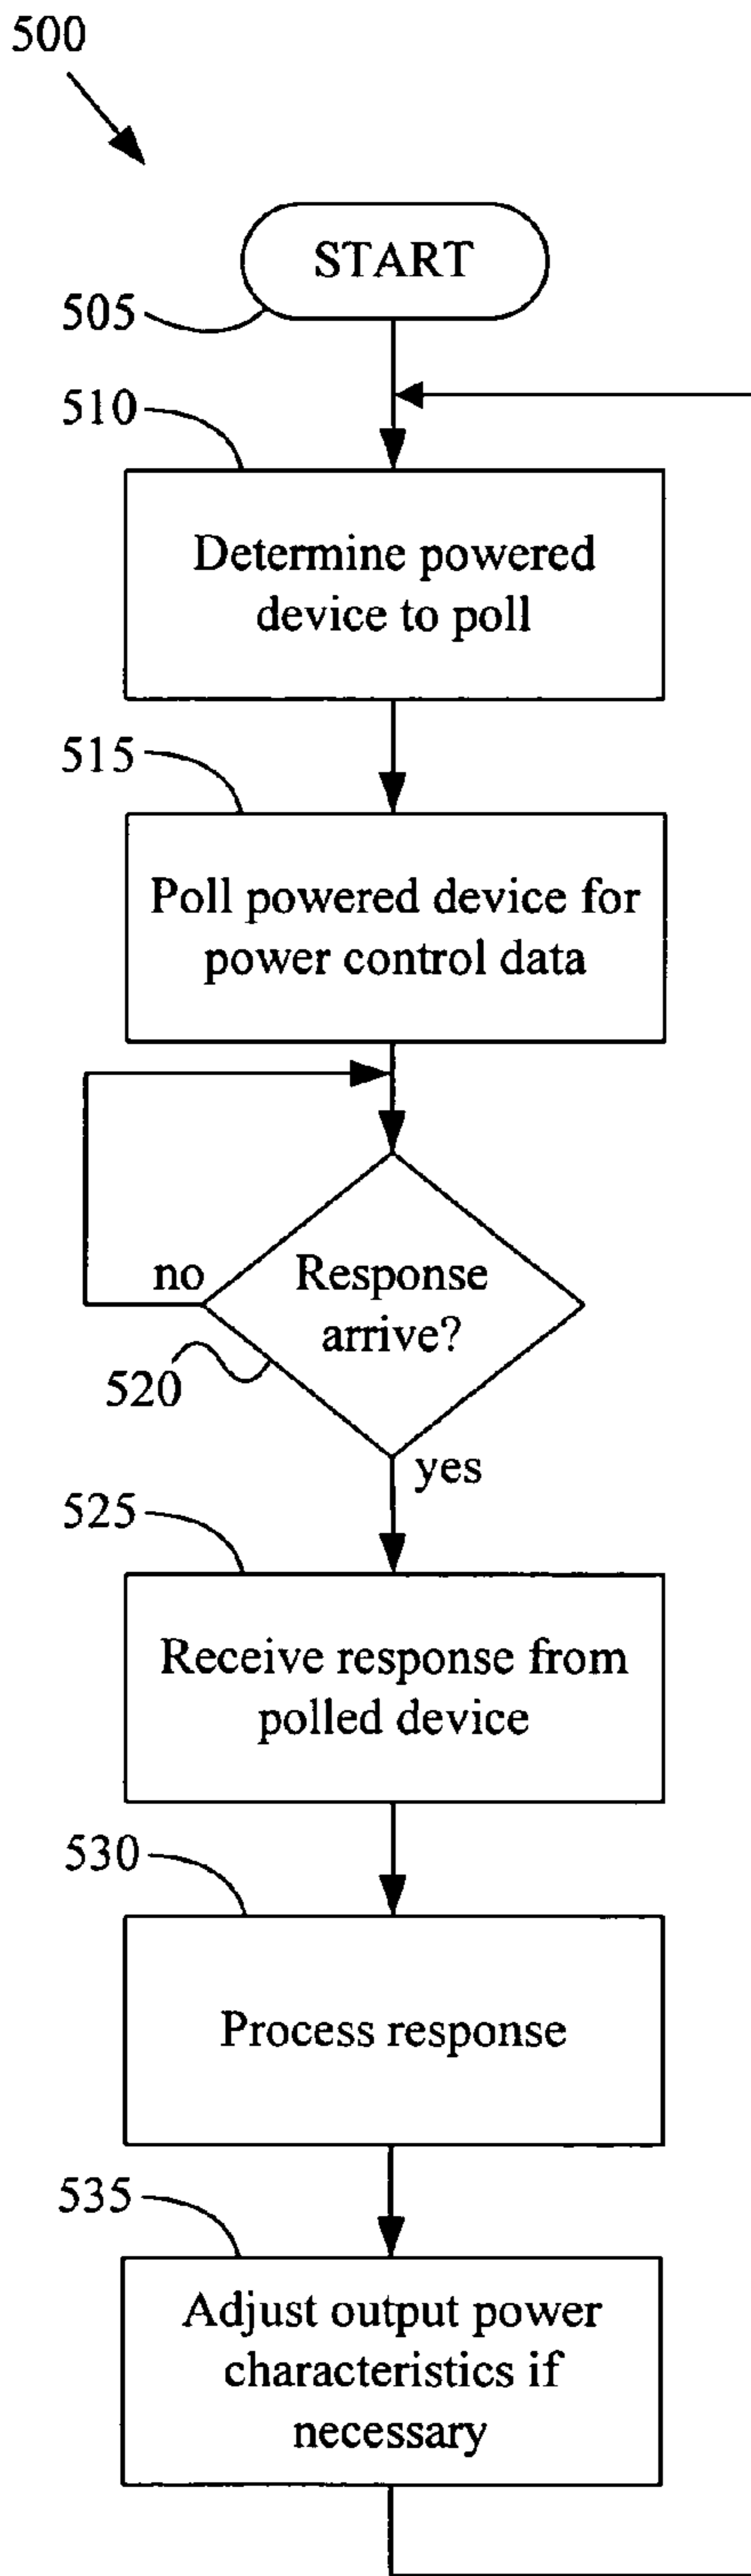 500
START
505
510
Determine powered
device to poll
515
Poll powered device for
power control data
no
Response
arrive?
520
yes
525
Receive response from
polled device
530
Process response
535
Adjust output power
characteristics if
necessary